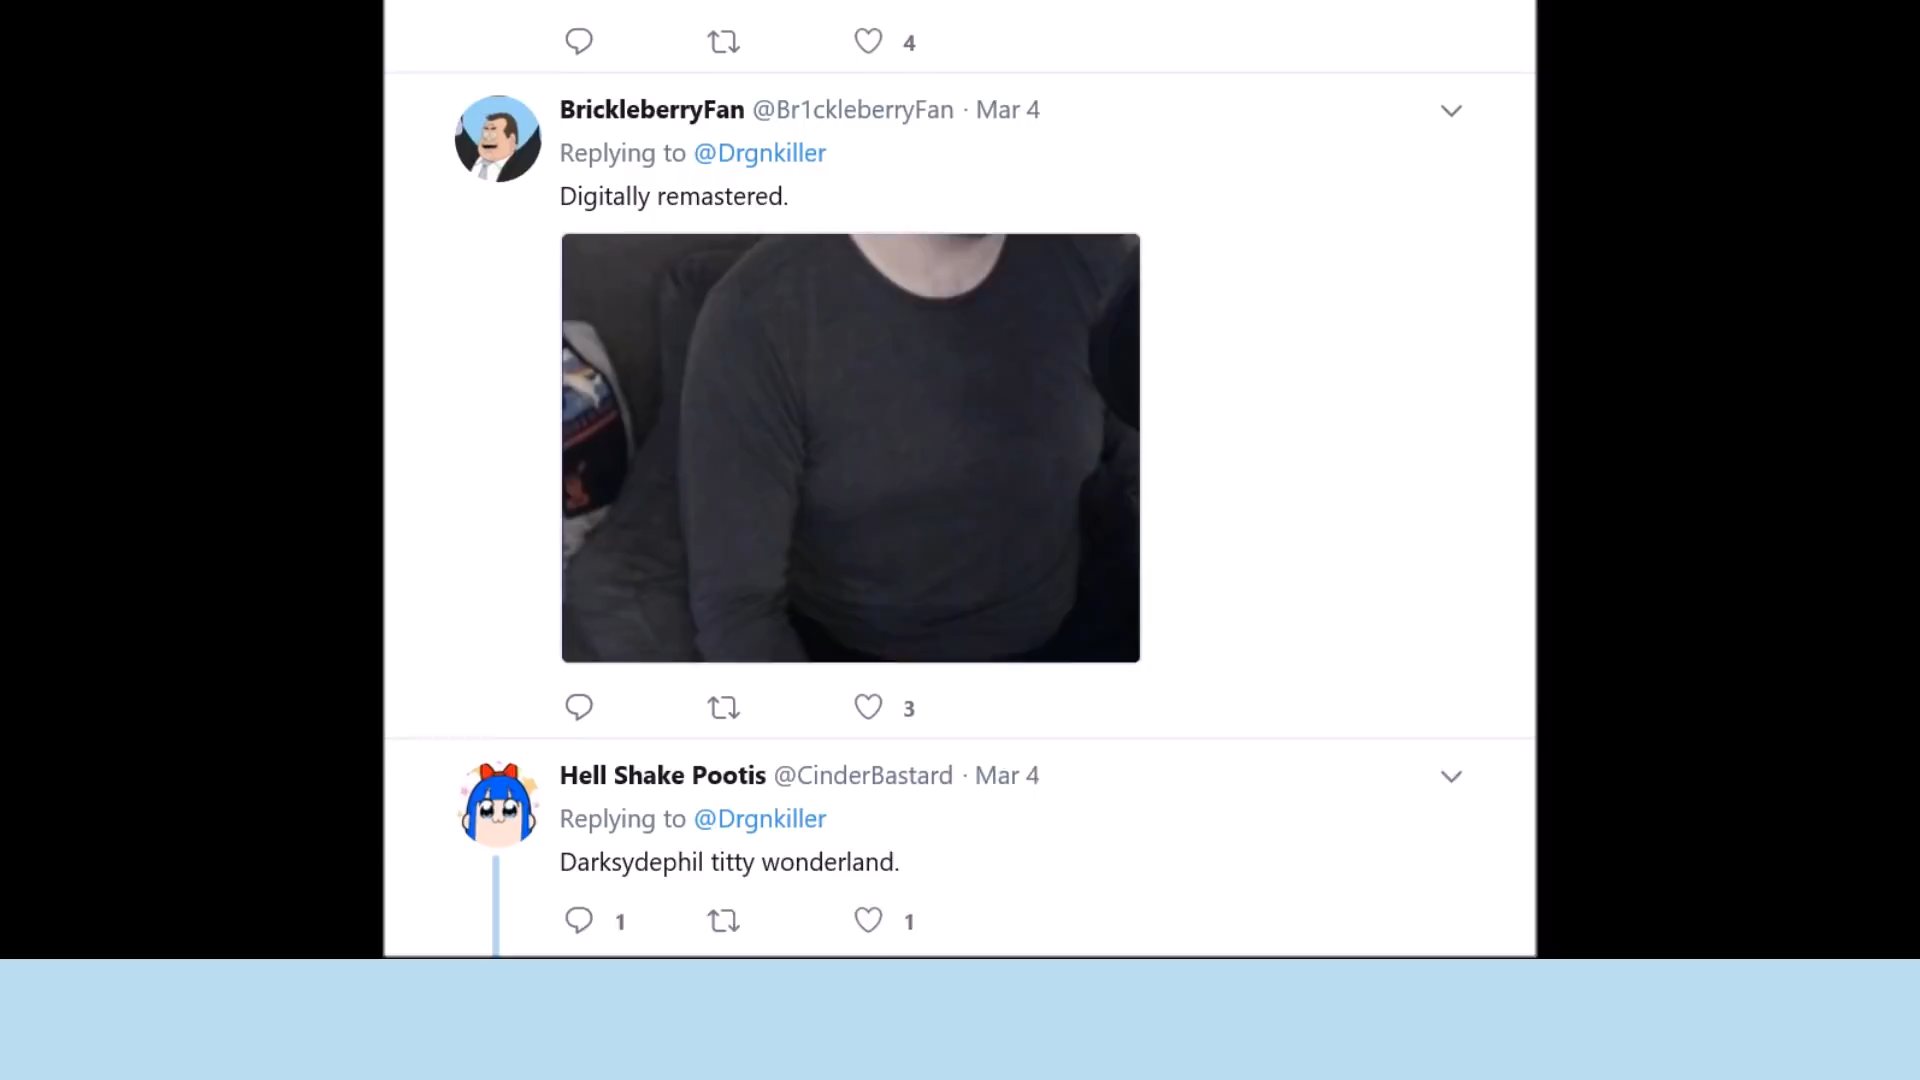 4
BrickleberryFan @Br1ckleberryFan · Mar 4
Replying to @Drgnkiller
Digitally remastered.
3
Hell Shake Pootis @CinderBastard · Mar 4
Replying to @Drgnkiller
Darksydephil titty wonderland.
1 1